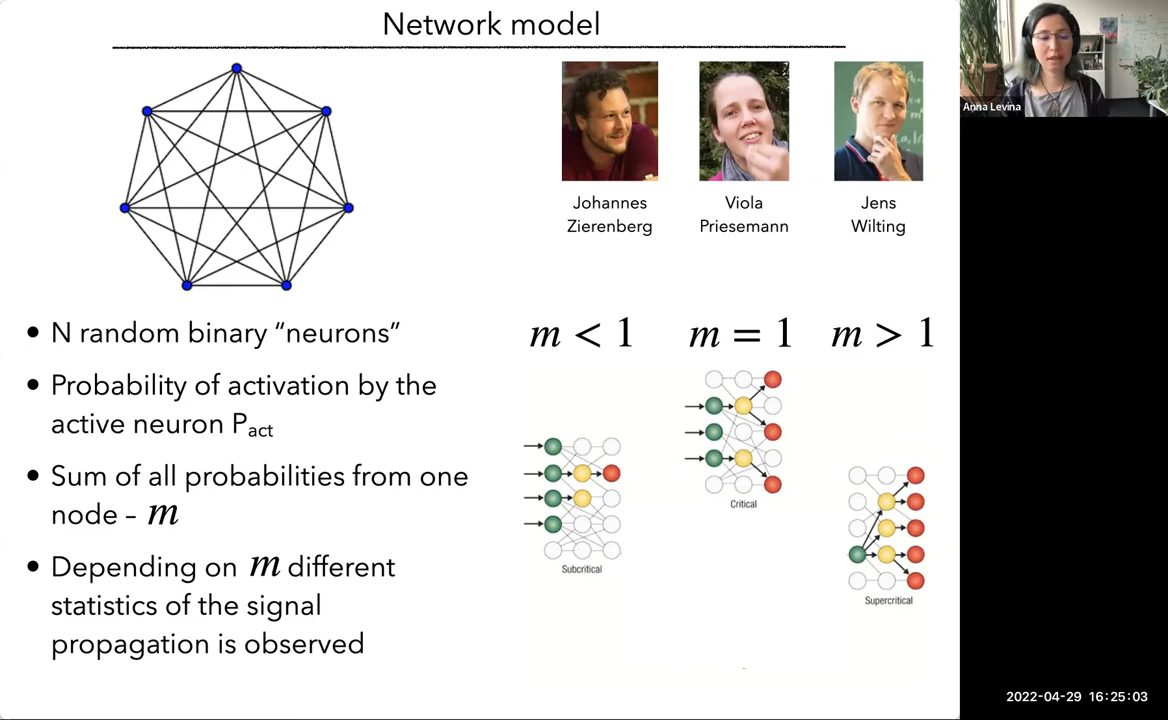 Network model
Anna Levina
Johannes
Zierenberg
Viola
Priesemann
Jens
Wilting
• N random binary “neurons”
• Probability of activation by the
active neuron Pact
• Sum of all probabilities from one
node – m
• Depending on m different
statistics of the signal
propagation is observed
m < 1
m = 1
m > 1
Subcritical
Critical
Supercritical
2022-04-29 16:25:03